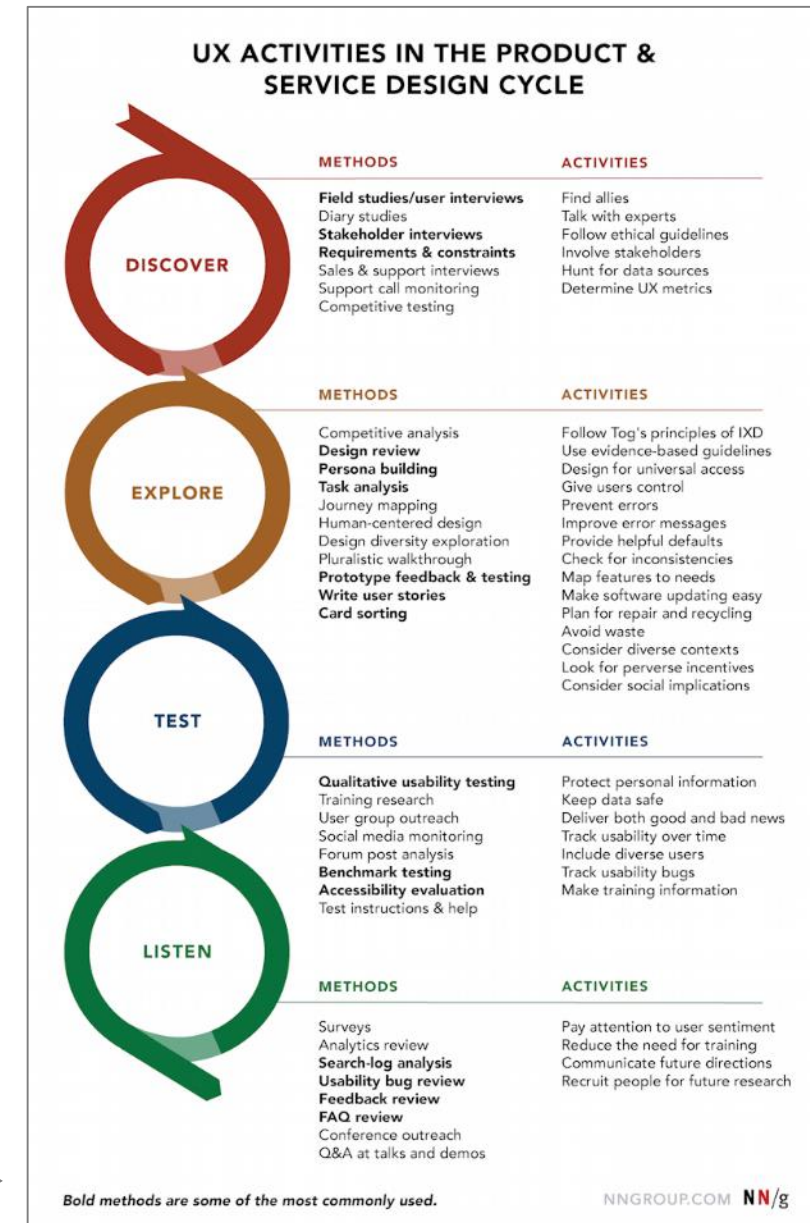 UX ACTIVITIES IN THE PRODUCT &
SERVICE DESIGN CYCLE
DISCOVER
METHODS
Field studies/user interviews
Diary studies
Stakeholder interviews
Requirements & constraints
Sales & support interviews
Support call monitoring
Competitive testing
ACTIVITIES
Find allies
Talk with experts
Follow ethical guidelines
Involve stakeholders
Hunt for data sources
Determine UX metrics
EXPLORE
METHODS
Competitive analysis
Design review
Persona building
Task analysis
Journey mapping
Human-centered design
Design diversity exploration
Pluralistic walkthrough
Prototype feedback & testing
Write user stories
Card sorting
ACTIVITIES
Follow Tog's principles of IXD
Use evidence-based guidelines
Design for universal access
Give users control
Prevent errors
Improve error messages
Provide helpful defaults
Check for inconsistencies
Map features to needs
Make software updating easy
Plan for repair and recycling
Avoid waste
Consider diverse contexts
Look for perverse incentives
Consider social implications
TEST
METHODS
Qualitative usability testing
Training research
User group outreach
Social media monitoring
Forum post analysis
Benchmark testing
Accessibility evaluation
Test instructions & help
ACTIVITIES
Protect personal information
Keep data safe
Deliver both good and bad news
Track usability over time
Include diverse users
Track usability bugs
Make training information
LISTEN
METHODS
Surveys
Analytics review
Search-log analysis
Usability bug review
Feedback review
FAQ review
Conference outreach
Q&A at talks and demos
ACTIVITIES
Pay attention to user sentiment
Reduce the need for training
Communicate future directions
Recruit people for future research
Bold methods are some of the most commonly used.
NNGROUP.COM NN/g